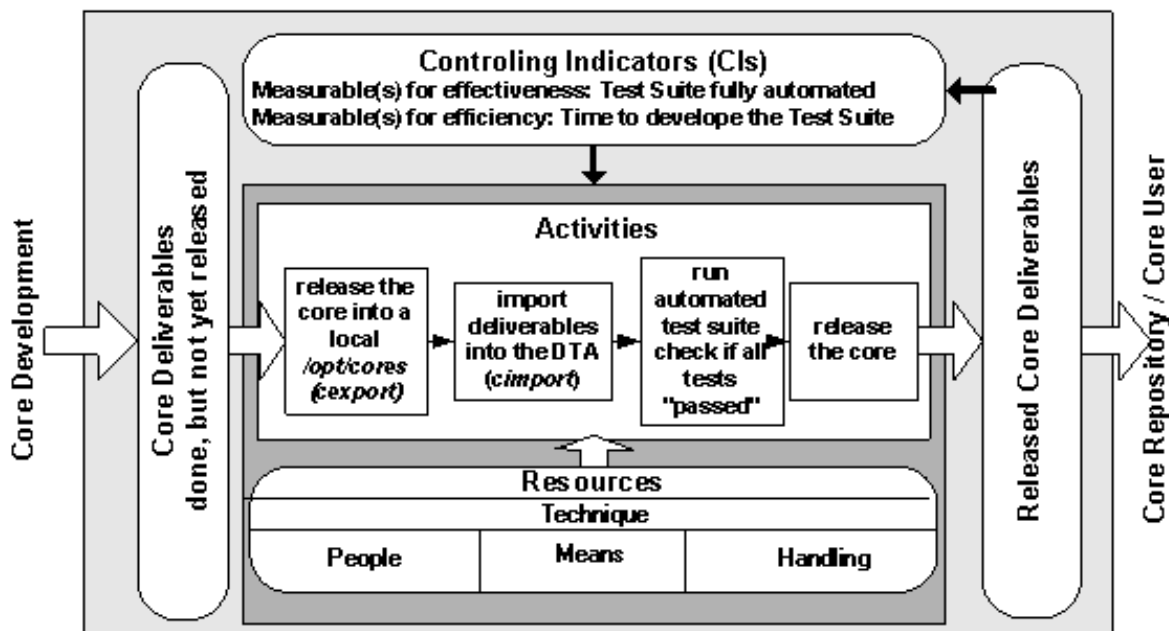 Controling Indicators (CIs)
Measurable(s) for effectiveness: Test Suite fully automated
Measurable(s) for efficiency: Time to develope the Test Suite
Core Development
Core Deliverables
done, but not yet released
Activities
release the
core into a
local
/opt/cores
(cexport)
import
deliverables
into the DTA
(cimport)
run
automated
test suite
check if all
tests
"passed"
release
the core
Resources
Technique
People
Means
Handling
Released Core Deliverables
Core Repository / Core User